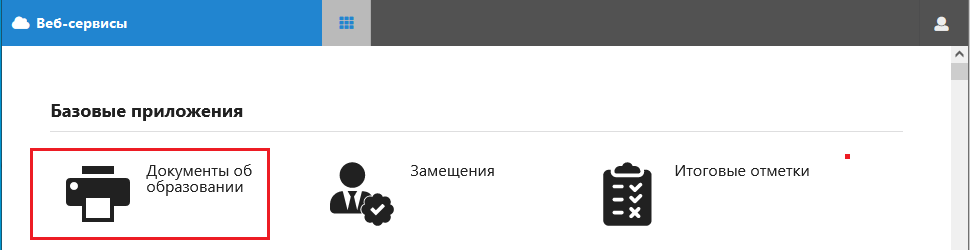 Веб-сервисы
Базовые приложения
Документы об
образовании
Замещения
Итоговые отметки